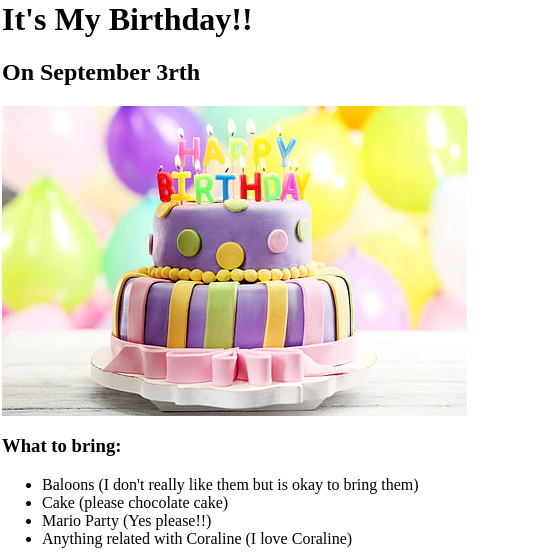 It's My Birthday!!
On September 3rth
HAPPY
BIRTHDAY
What to bring:
Baloons (I don't really like them but is okay to bring them)
Cake (please chocolate cake)
Mario Party (Yes please!!)
Anything related with Coraline (I love Coraline)